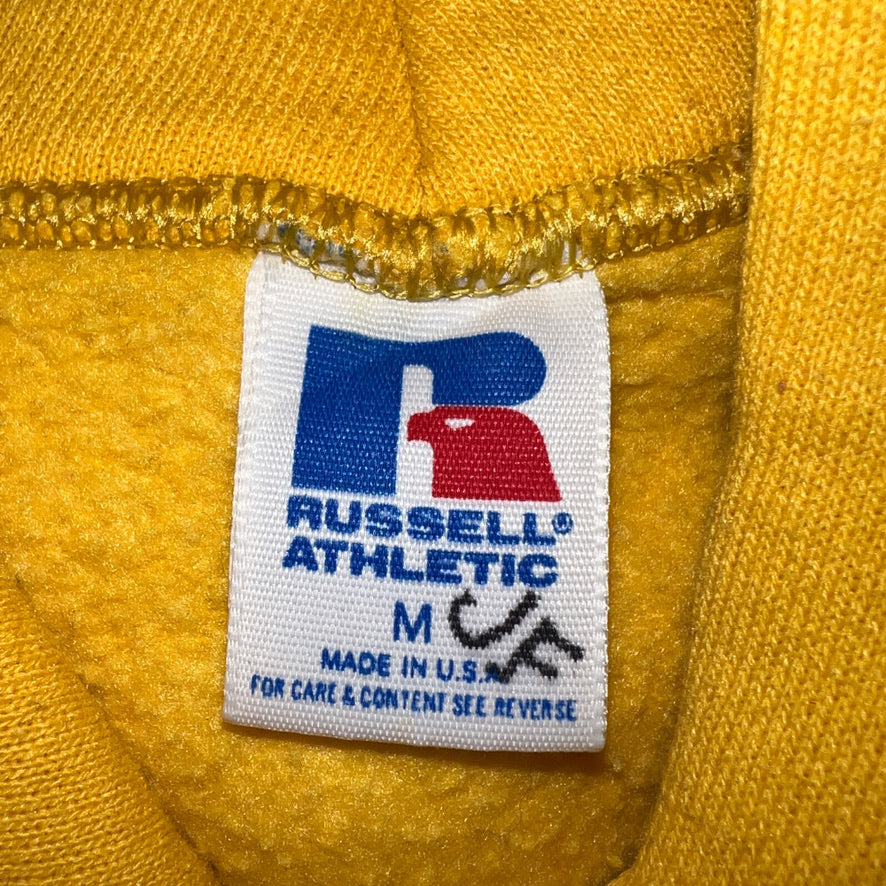 RUSSELL®
ATHLETIC
M JF
MADE IN U.S.A
FOR CARE & CONTENT SEE REVERSE